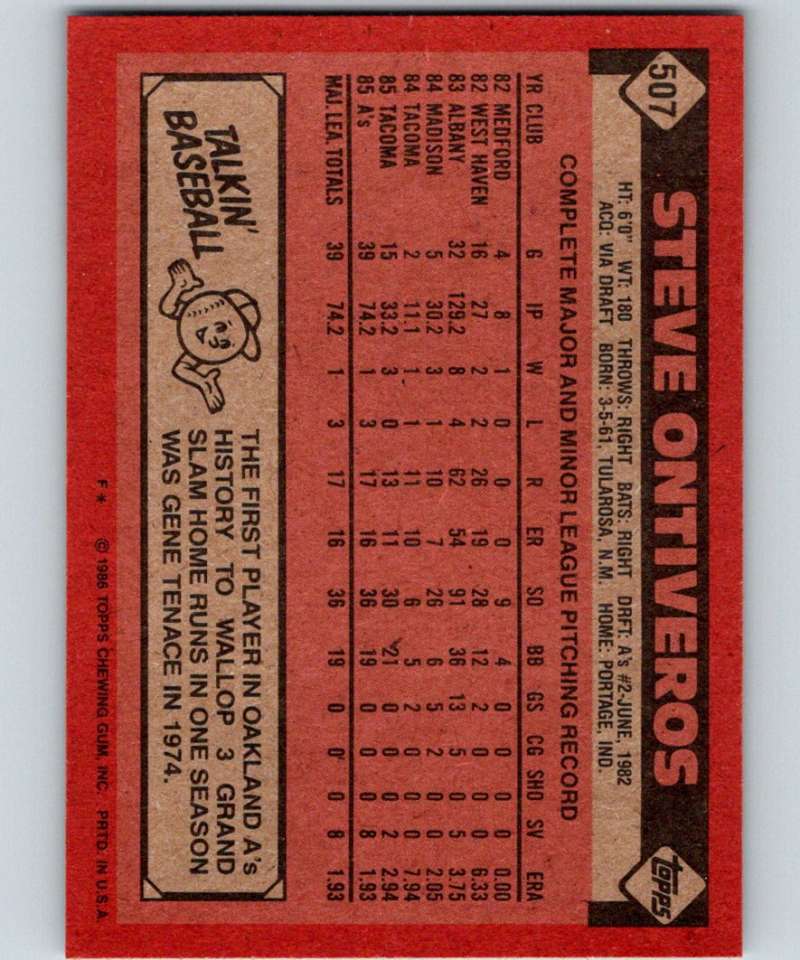 507
STEVE ONTIVEROS
topps
HT: 6'0" WT: 180 THROWS: RIGHT BATS: RIGHT DRFT: A's #2-JUNE, 1982
ACQ: VIA DRAFT BORN: 3-5-61, TULAROSA, N.M. HOME: PORTAGE, IND.
COMPLETE MAJOR AND MINOR LEAGUE PITCHING RECORD
YR CLUB G IP W L R ER SO BB GS CG SHO SV ERA
82 MEDFORD 4 8 1 0 0 0 9 4 0 0 0 0 0.00
82 WEST HAVEN 16 27 2 2 26 19 28 12 2 0 0 0 6.33
83 ALBANY 32 129.2 8 4 62 54 91 36 13 5 0 5 3.75
84 MADISON 5 30.2 3 1 10 7 26 6 5 2 0 0 2.05
84 TACOMA 2 11.1 1 1 11 10 6 5 2 0 0 0 7.94
85 TACOMA 15 33.2 3 0 13 11 30 21 0 0 0 2 2.94
85 A's 39 74.2 1 3 17 16 36 19 0 0 0 8 1.93
MAJ. LEA. TOTALS 39 74.2 1 3 17 16 36 19 0 0 0 8 1.93
TALKIN'
BASEBALL
THE FIRST PLAYER IN OAKLAND A's
HISTORY TO WALLOP 3 GRAND
SLAM HOME RUNS IN ONE SEASON
WAS GENE TENACE IN 1974.
F* © 1986 TOPPS CHEWING GUM, INC. PRTD. IN U.S.A.